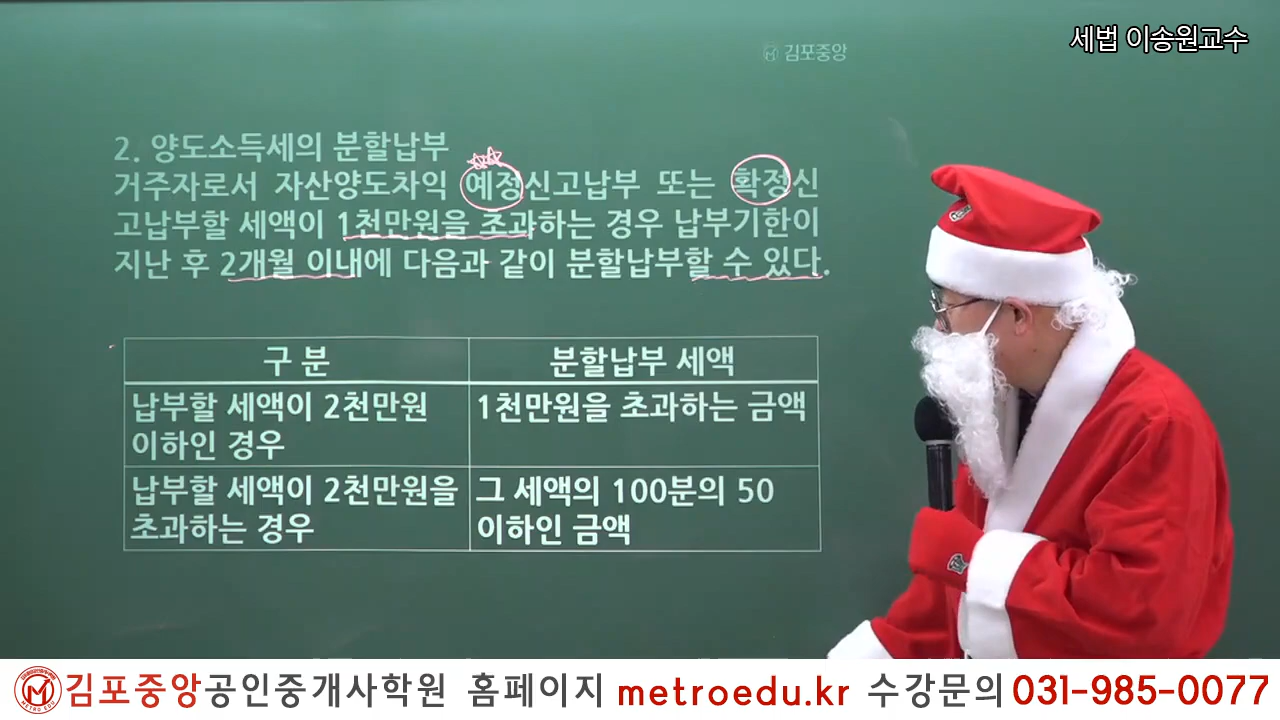 세법 이송원교수
김포중앙
2. 양도소득세의 분할납부
거주자로서 자산양도차익 예정신고납부 또는 확정신
고납부할 세액이 1천만원을 초과하는 경우 납부기한이
지난 후 2개월 이내에 다음과 같이 분할납부할 수 있다.
구 분
분할납부 세액
납부할 세액이 2천만원
이하인 경우
1천만원을 초과하는 금액
납부할 세액이 2천만원을
초과하는 경우
그 세액의 100분의 50
이하인 금액
METRO EDU
김포중앙공인중개사학원 홈페이지 metroedu.kr 수강문의 031-985-0077